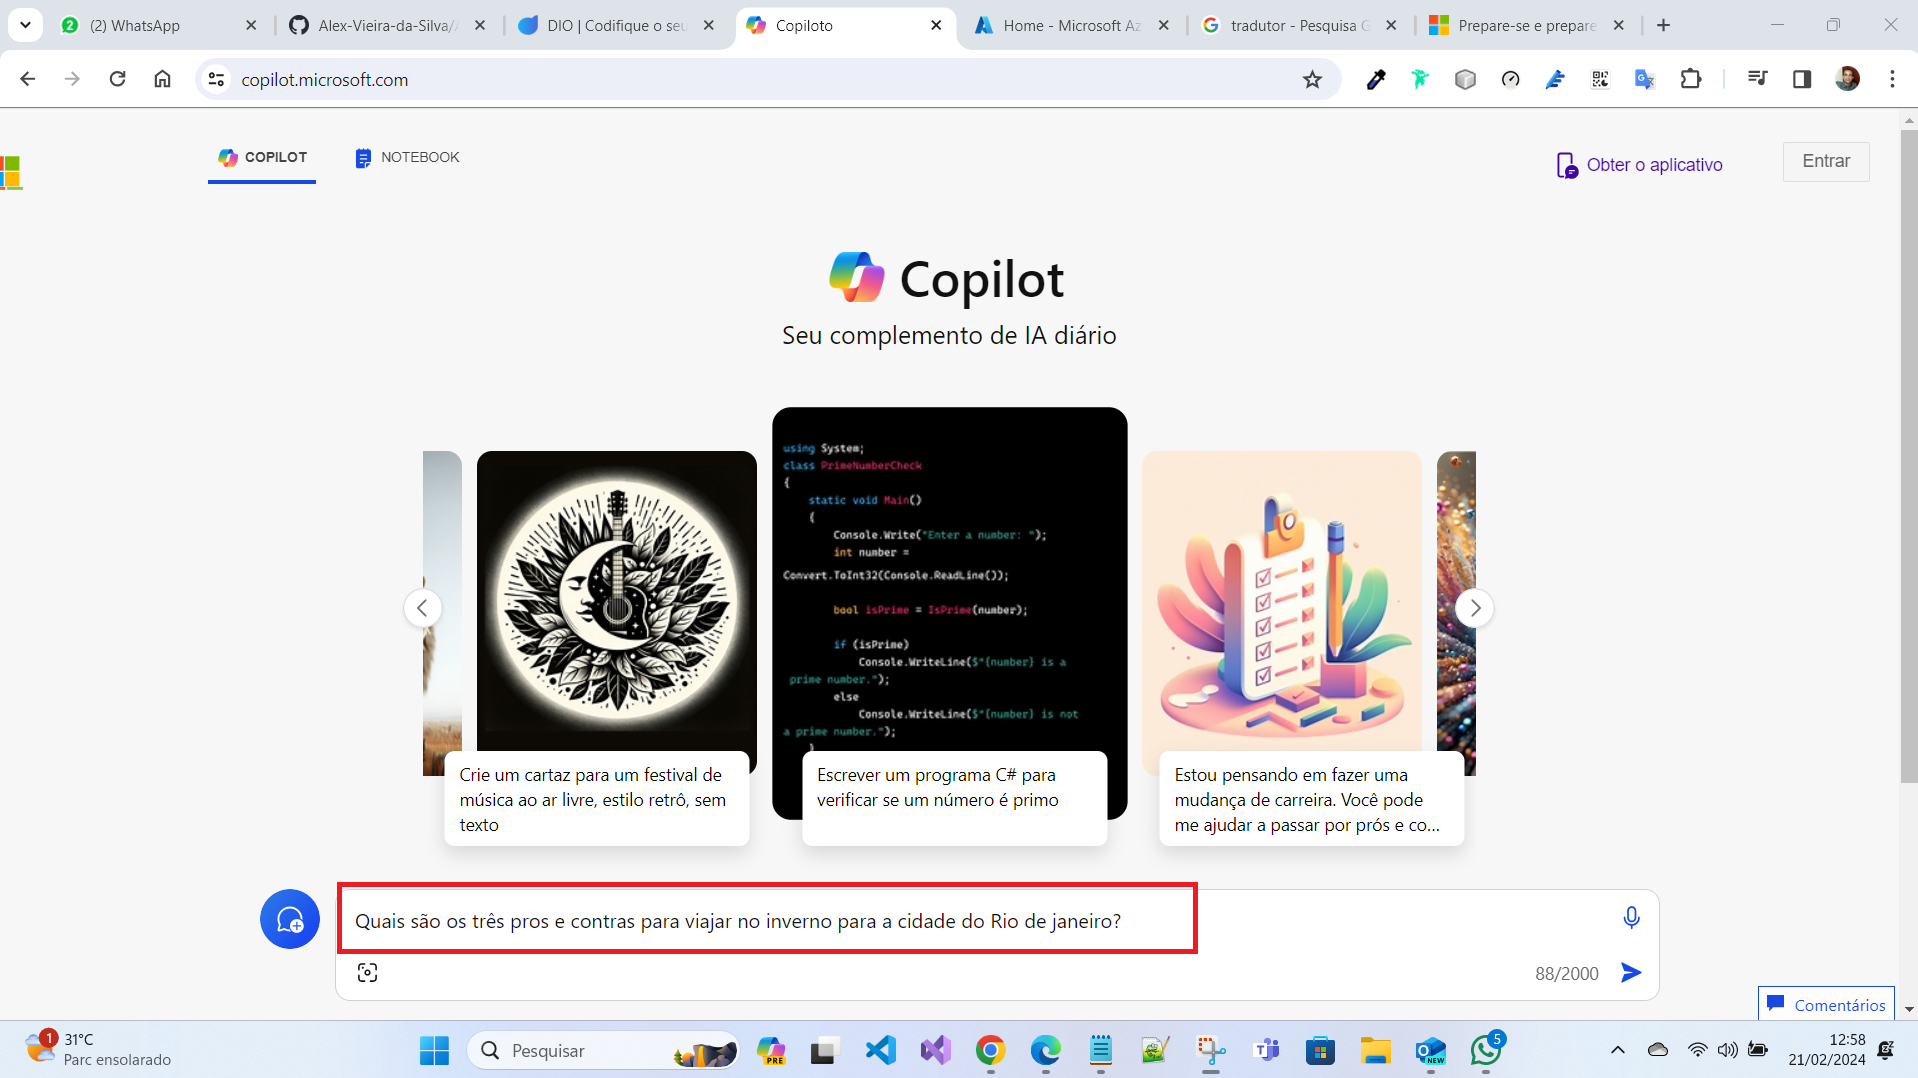 (2) WhatsApp
Alex-Vieira-da-Silva/
DIO | Codifique o seu
Copiloto
Home - Microsoft Az
tradutor - Pesquisa G
Prepare-se e prepare
copilot.microsoft.com
COPILOT
NOTEBOOK
Obter o aplicativo
Entrar
Copilot
Seu complemento de IA diário
using System;
class PrimeNumberCheck
{
static void Main()
{
Console.Write("Enter a number: ");
int number =
Convert.ToInt32(Console.ReadLine());
bool isPrime = IsPrime(number);
if (isPrime)
Console.WriteLine($"{number} is a
prime number.");
else
Console.WriteLine($"{number} is not
a prime number.");
}
Crie um cartaz para um festival de
música ao ar livre, estilo retrô, sem
texto
Escrever um programa C# para
verificar se um número é primo
Estou pensando em fazer uma
mudança de carreira. Você pode
me ajudar a passar por prós e co...
Quais são os três pros e contras para viajar no inverno para a cidade do Rio de janeiro?
88/2000
Comentários
1
31°C
Parc ensolarado
Pesquisar
PRE
NEW
5
12:58
21/02/2024